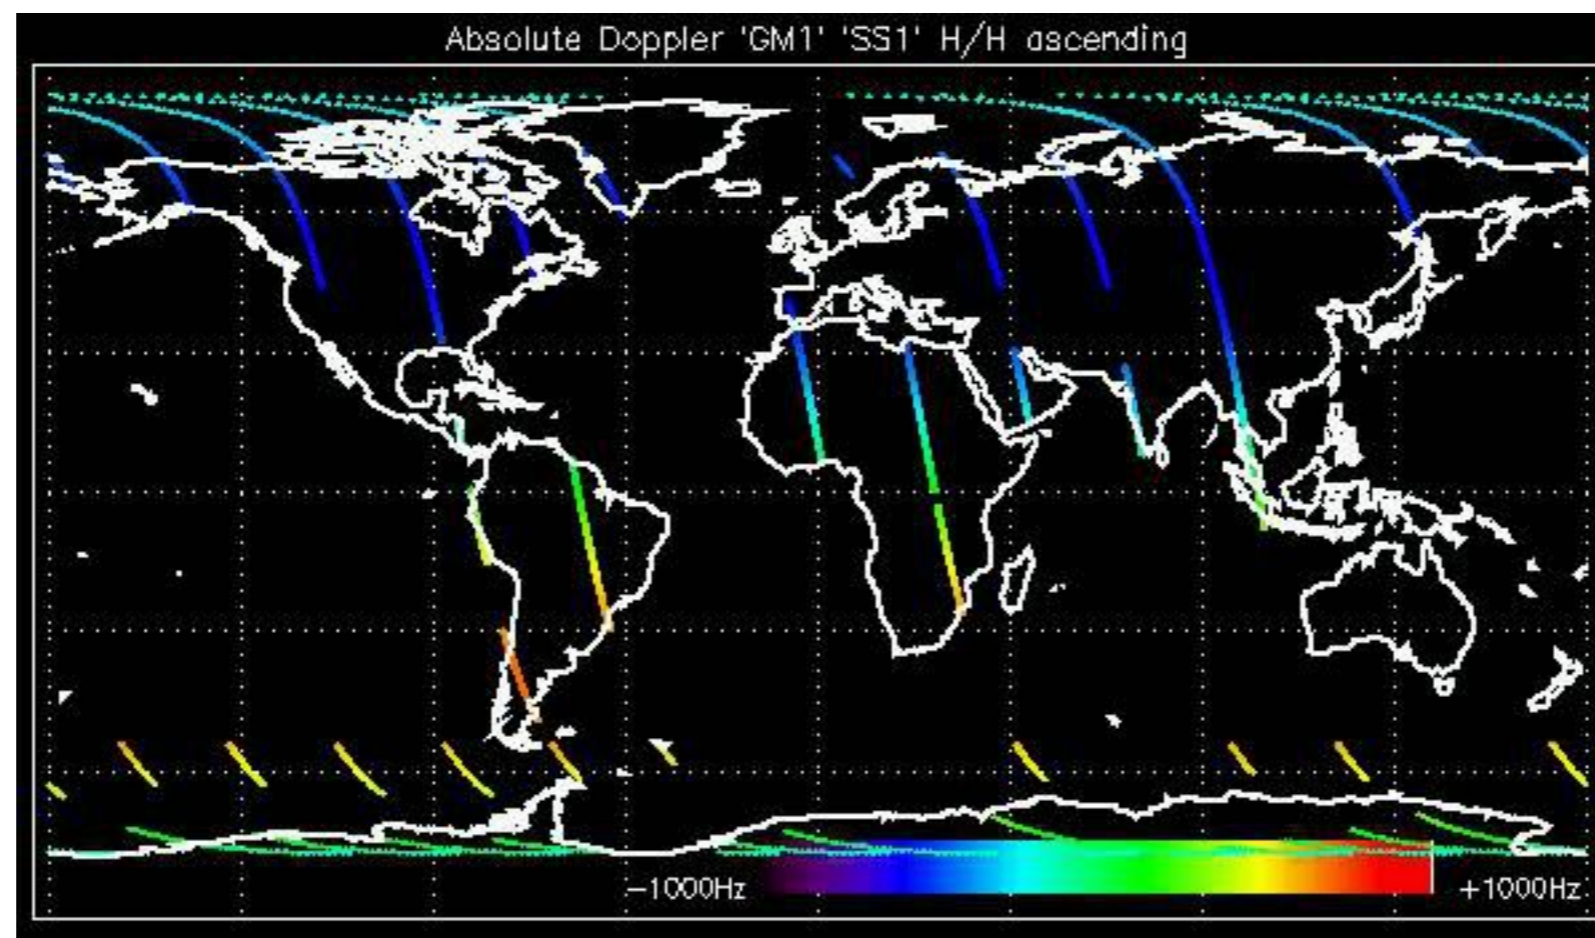 Absolute Doppler 'GM1' 'SS1' H/H ascending
−1000Hz
+1000Hz